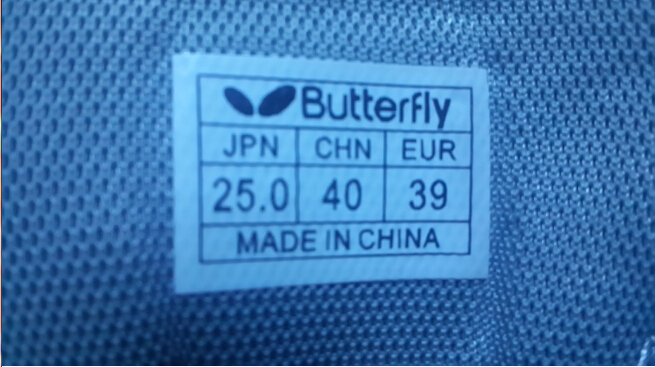 Butterfly
JPN CHN EUR
25.0 40 39
MADE IN CHINA